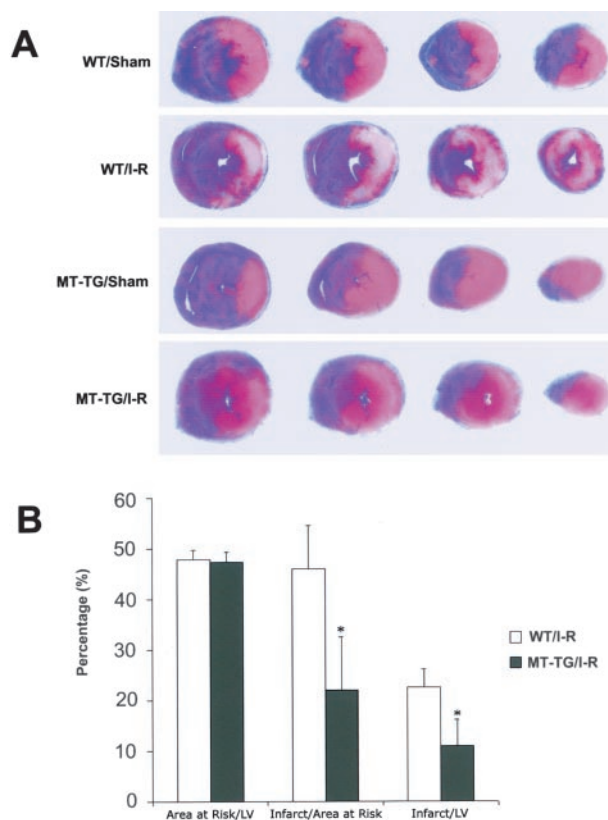 A
WT/Sham
WT/I-R
MT-TG/Sham
MT-TG/I-R
B
Percentage (%)
60
50
40
30
20
10
0
*
*
WT/I-R
MT-TG/I-R
Area at Risk/LV
Infarct/Area at Risk
Infarct/LV